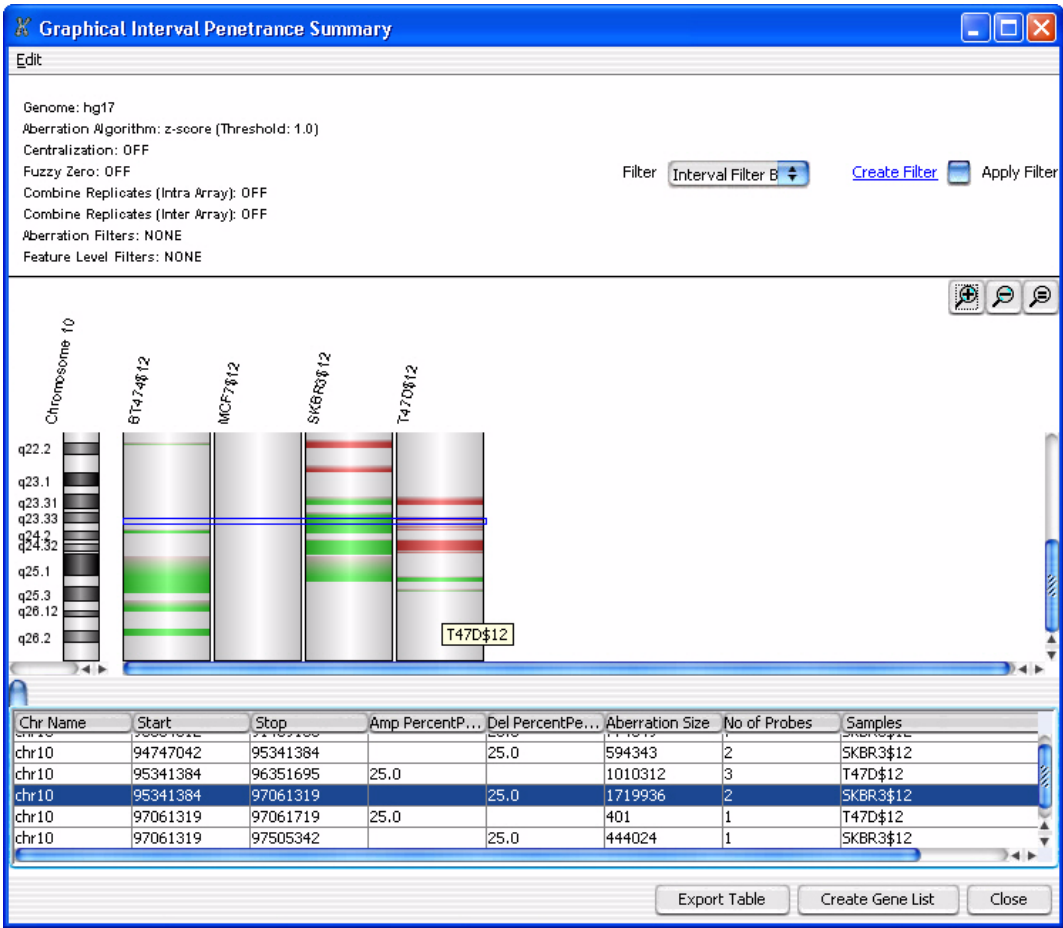 Graphical Interval Penetrance Summary
Edit
Genome: hg17
Aberration Algorithm: z-score (Threshold: 1.0)
Centralization: OFF
Fuzzy Zero: OFF
Combine Replicates (Intra Array): OFF
Combine Replicates (Inter Array): OFF
Aberration Filters: NONE
Feature Level Filters: NONE
Filter Interval Filter B Create Filter Apply Filter
Chromosome 10 BT474$12 MCF7$12 SKBR3$12 T47D$12
q22.2
q23.1
q23.31
q23.33
q24.2
q24.32
q25.1
q25.3
q26.12
q26.2
T47D$12
Chr Name Start Stop Amp PercentP... Del PercentPe... Aberration Size No of Probes Samples
chr10 94747042 95341384 25.0 594343 2 SKBR3$12
chr10 95341384 96351695 25.0 1010312 3 T47D$12
chr10 95341384 97061319 25.0 1719936 2 SKBR3$12
chr10 97061319 97061719 25.0 401 1 T47D$12
chr10 97061319 97505342 25.0 444024 1 SKBR3$12
Export Table Create Gene List Close